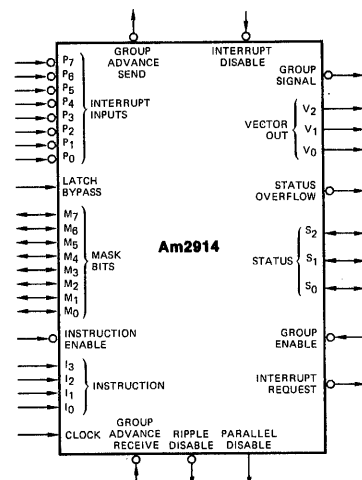 GROUP
ADVANCE
SEND
INTERRUPT
DISABLE
P7
P6
P5
P4
P3
P2
P1
P0
INTERRUPT
INPUTS
LATCH
BYPASS
M7
M6
M5
M4
M3
M2
M1
M0
MASK
BITS
INSTRUCTION
ENABLE
I3
I2
I1
I0
INSTRUCTION
CLOCK
Am2914
GROUP
SIGNAL
VECTOR
OUT
V2
V1
V0
STATUS
OVERFLOW
STATUS
S2
S1
S0
GROUP
ENABLE
INTERRUPT
REQUEST
GROUP
ADVANCE
RECEIVE
RIPPLE
DISABLE
PARALLEL
DISABLE